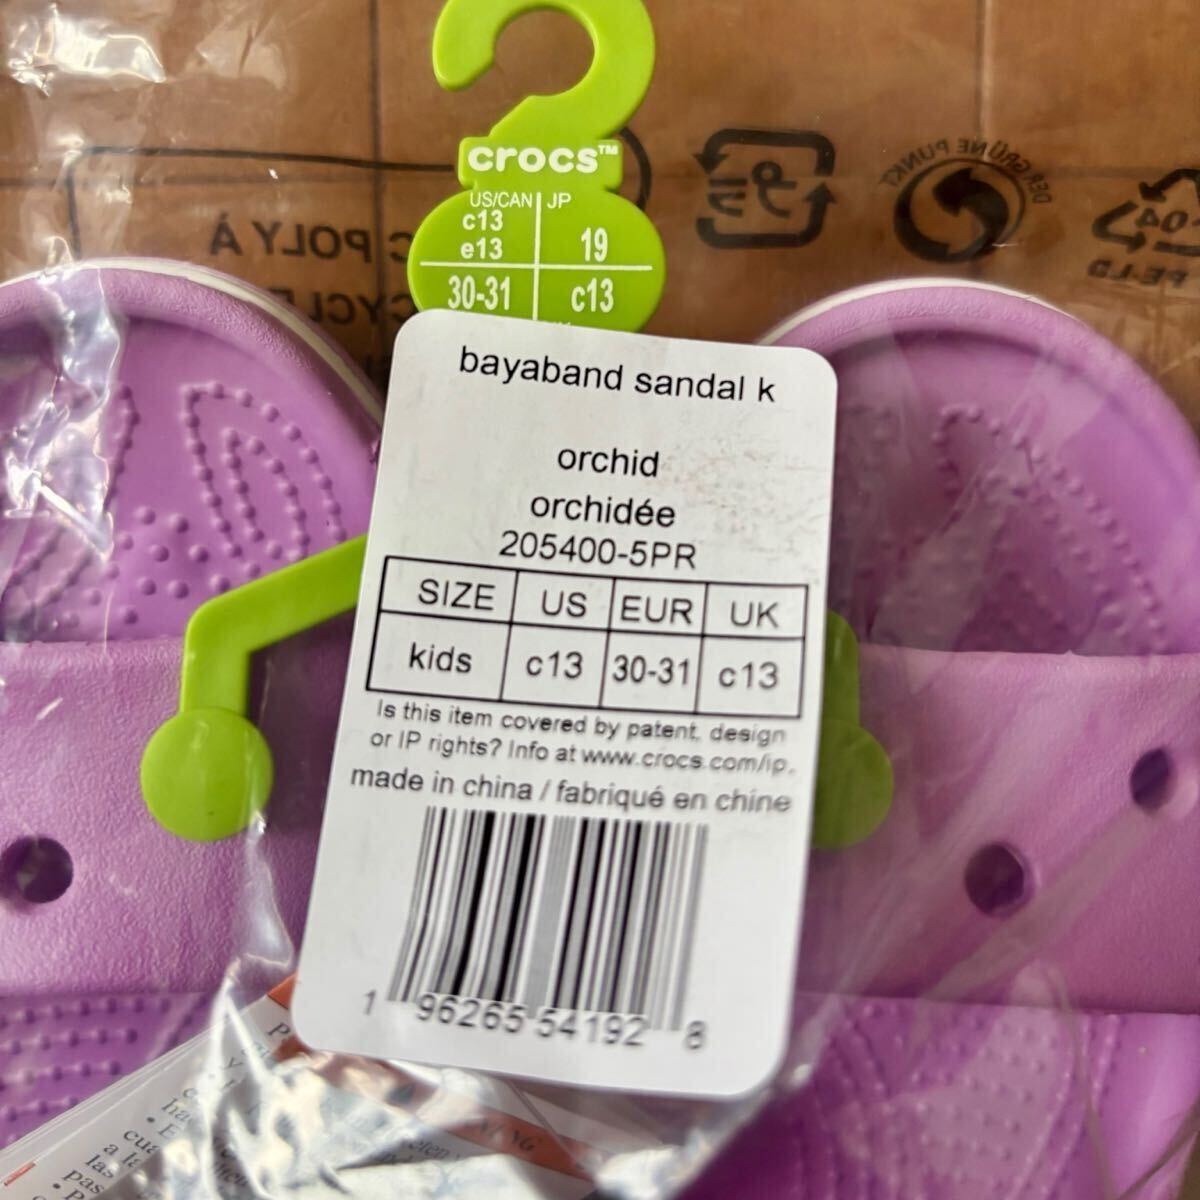 crocs™
US/CAN JP
c13
e13 19
30-31 c13
bayaband sandal k
orchid
orchidée
205400-5PR
SIZE US EUR UK
kids c13 30-31 c13
Is this item covered by patent, design
or IP rights? Info at www.crocs.com/ip.
made in china / fabriqué en chine
1 96265 54192 8
プラ
DER GRÜNE PUNKT
04
PE-LD
C POLY À